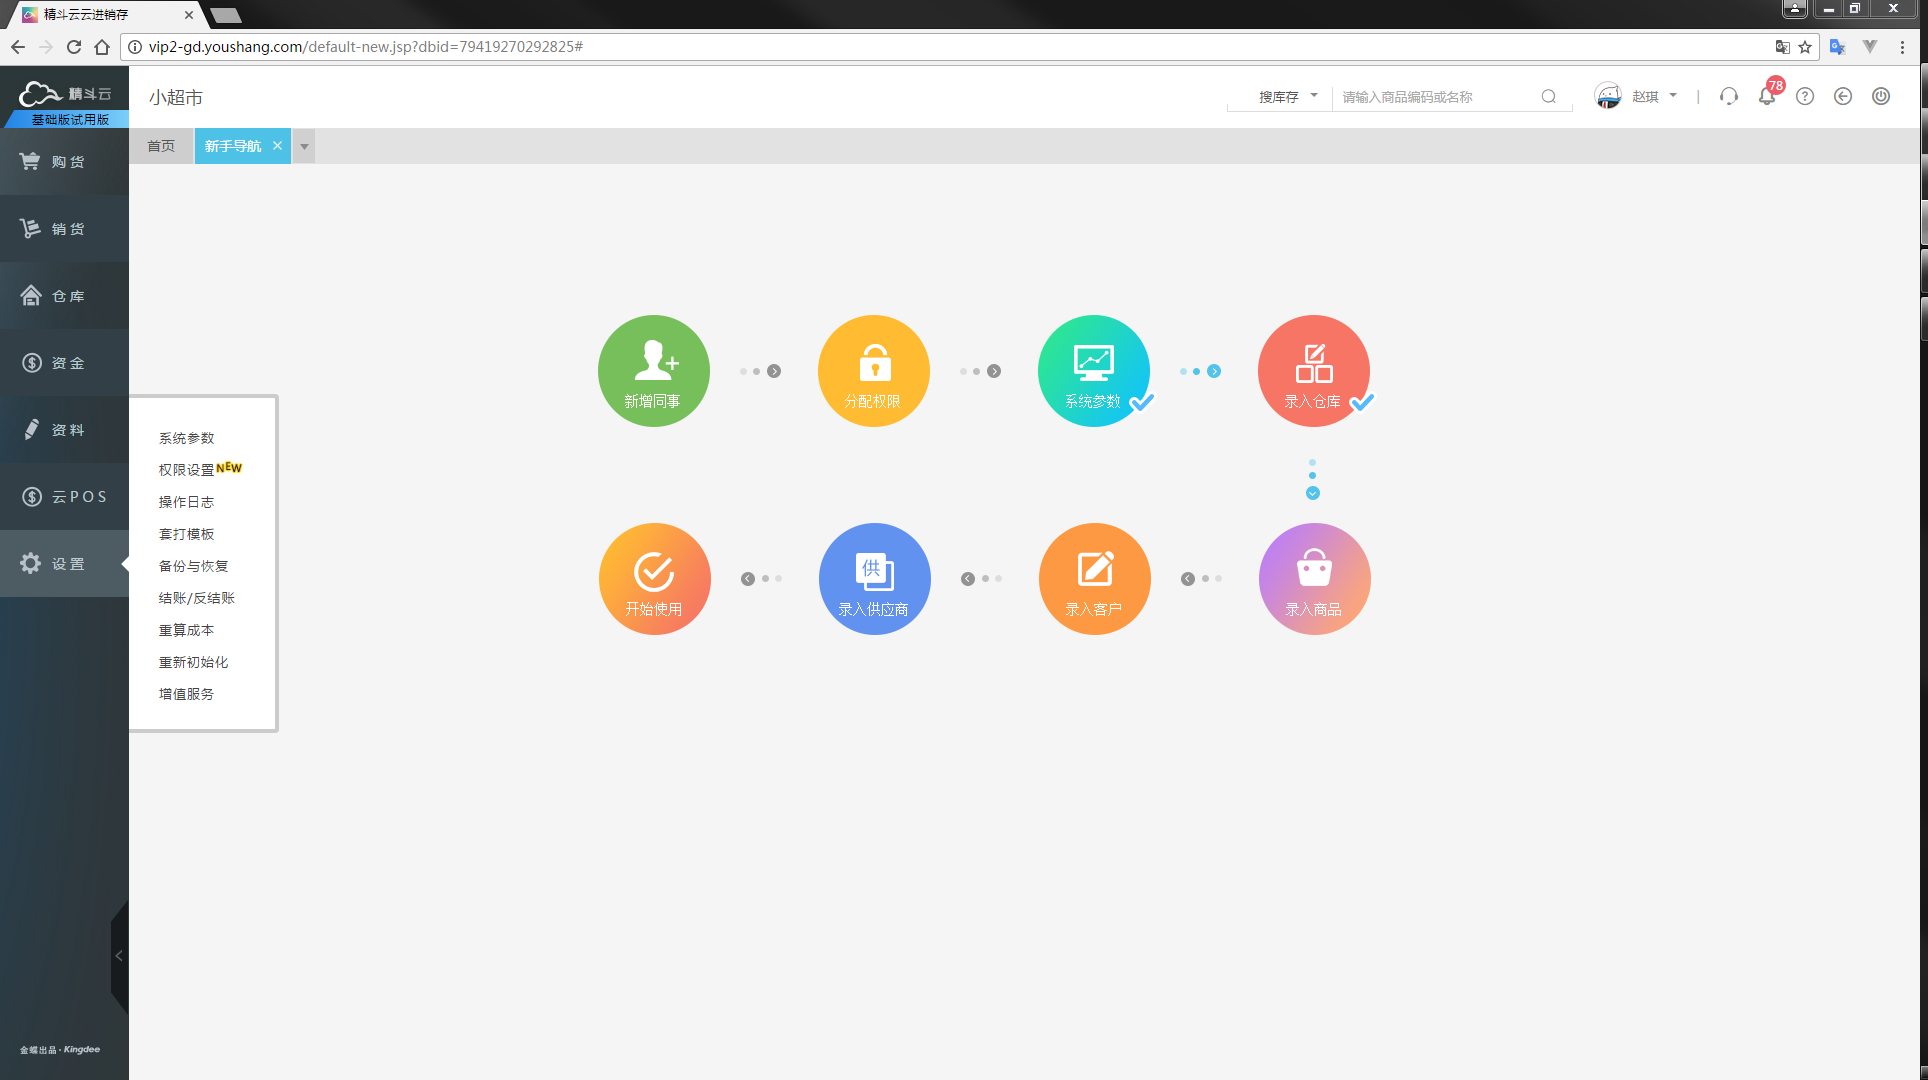 精斗云云进销存
vip2-gd.youshang.com/default-new.jsp?dbid=79419270292825#
精斗云
基础版试用版
小超市
搜库存
请输入商品编码或名称
赵琪
78
首页
新手导航
购货
销货
仓库
资金
资料
云POS
设置
系统参数
权限设置NEW
操作日志
套打模板
备份与恢复
结账/反结账
重算成本
重新初始化
增值服务
新增同事
分配权限
系统参数
录入仓库
开始使用
供
录入供应商
录入客户
录入商品
金蝶出品·Kingdee